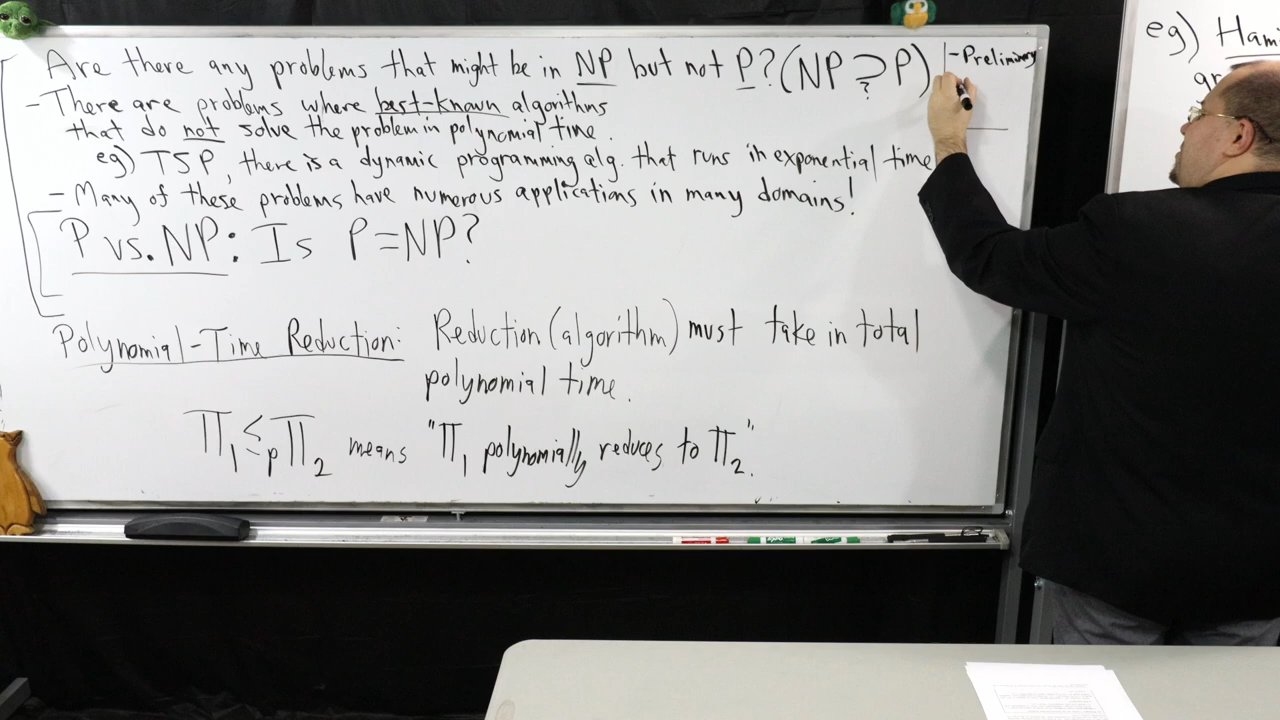 Are there any problems that might be in NP but not P? (NP ? P)
- There are problems where best-known algorithms
that do not solve the problem in polynomial time.
eg) TSP, there is a dynamic programming alg. that runs in exponential time
- Many of these problems have numerous applications in many domains!
P vs. NP: Is P=NP?
Polynomial-Time Reduction: Reduction (algorithm) must take in total
polynomial time.
Π₁ ≤ₚ Π₂ means "Π₁ polynomially reduces to Π₂".
- Preliminary
eg) Hami
gr